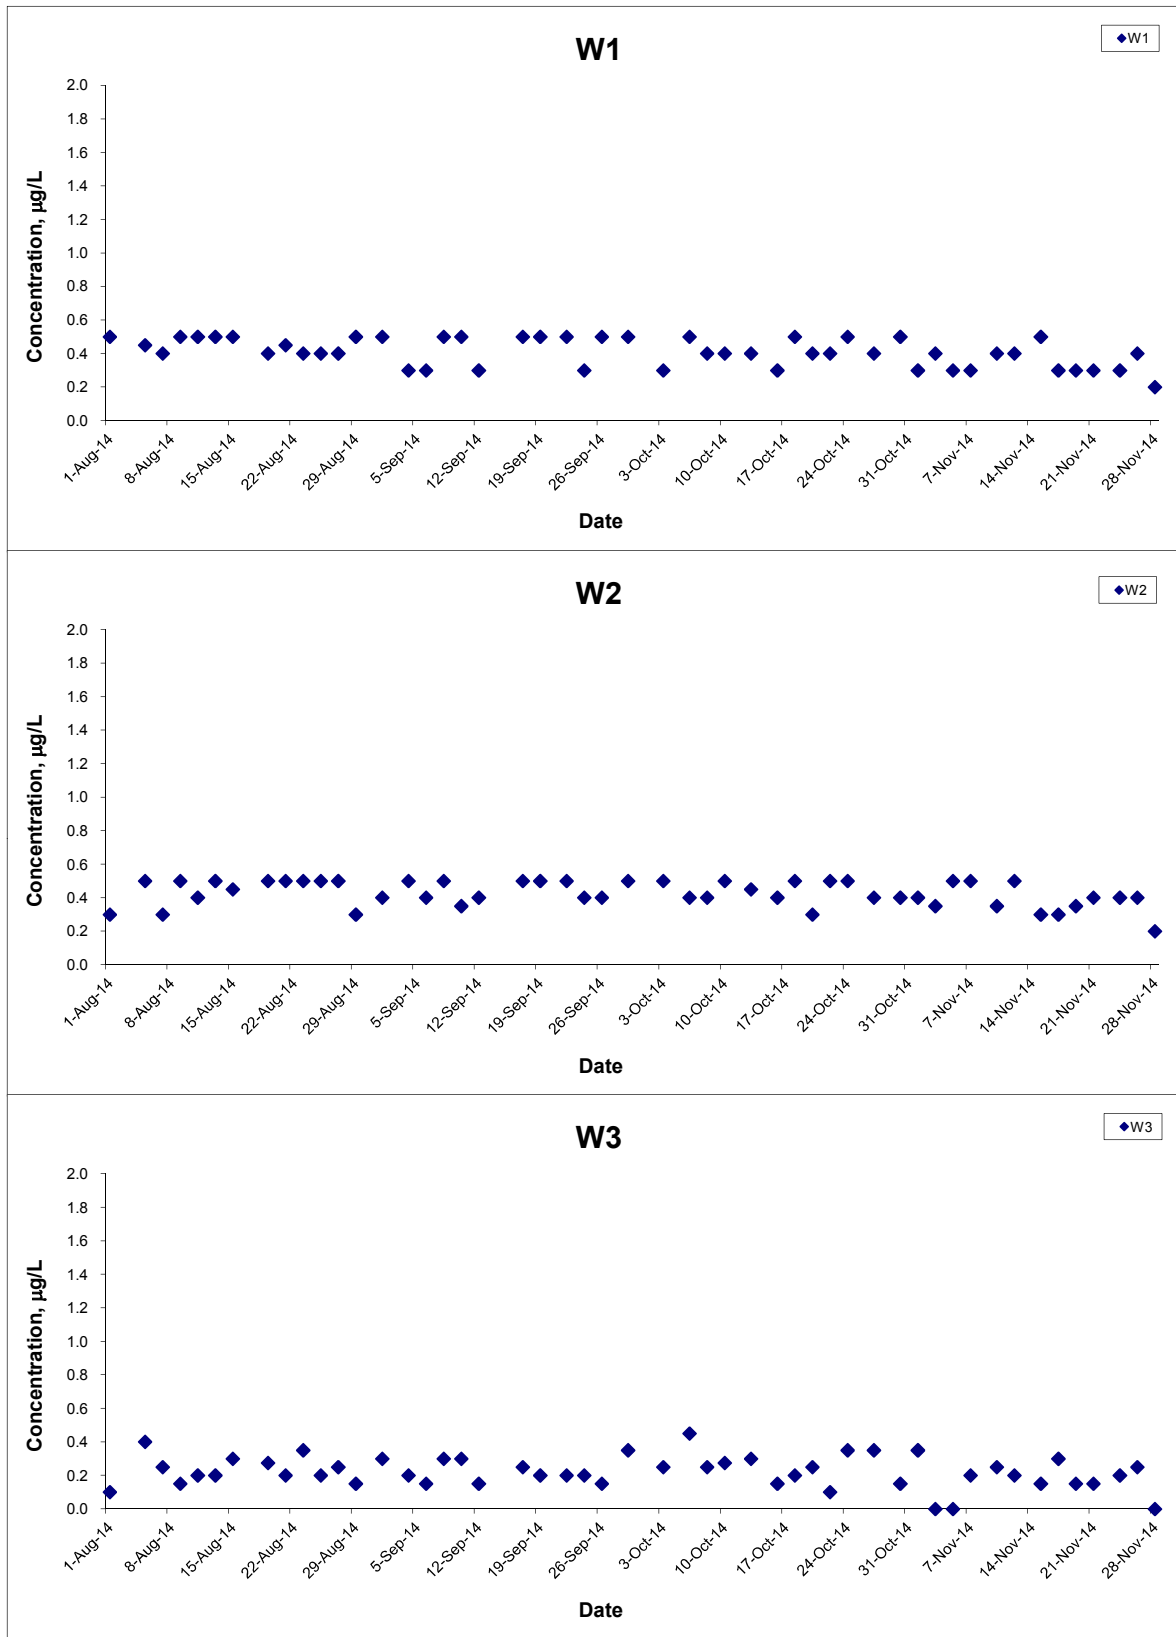 W1
W1
2.0
1.8
1.6
1.4
1.2
1.0
0.8
0.6
0.4
0.2
0.0
Concentration, µg/L
1-Aug-14 8-Aug-14 15-Aug-14 22-Aug-14 29-Aug-14 5-Sep-14 12-Sep-14 19-Sep-14 26-Sep-14 3-Oct-14 10-Oct-14 17-Oct-14 24-Oct-14 31-Oct-14 7-Nov-14 14-Nov-14 21-Nov-14 28-Nov-14
Date
W2
W2
2.0
1.8
1.6
1.4
1.2
1.0
0.8
0.6
0.4
0.2
0.0
Concentration, µg/L
1-Aug-14 8-Aug-14 15-Aug-14 22-Aug-14 29-Aug-14 5-Sep-14 12-Sep-14 19-Sep-14 26-Sep-14 3-Oct-14 10-Oct-14 17-Oct-14 24-Oct-14 31-Oct-14 7-Nov-14 14-Nov-14 21-Nov-14 28-Nov-14
Date
W3
W3
2.0
1.8
1.6
1.4
1.2
1.0
0.8
0.6
0.4
0.2
0.0
Concentration, µg/L
1-Aug-14 8-Aug-14 15-Aug-14 22-Aug-14 29-Aug-14 5-Sep-14 12-Sep-14 19-Sep-14 26-Sep-14 3-Oct-14 10-Oct-14 17-Oct-14 24-Oct-14 31-Oct-14 7-Nov-14 14-Nov-14 21-Nov-14 28-Nov-14
Date